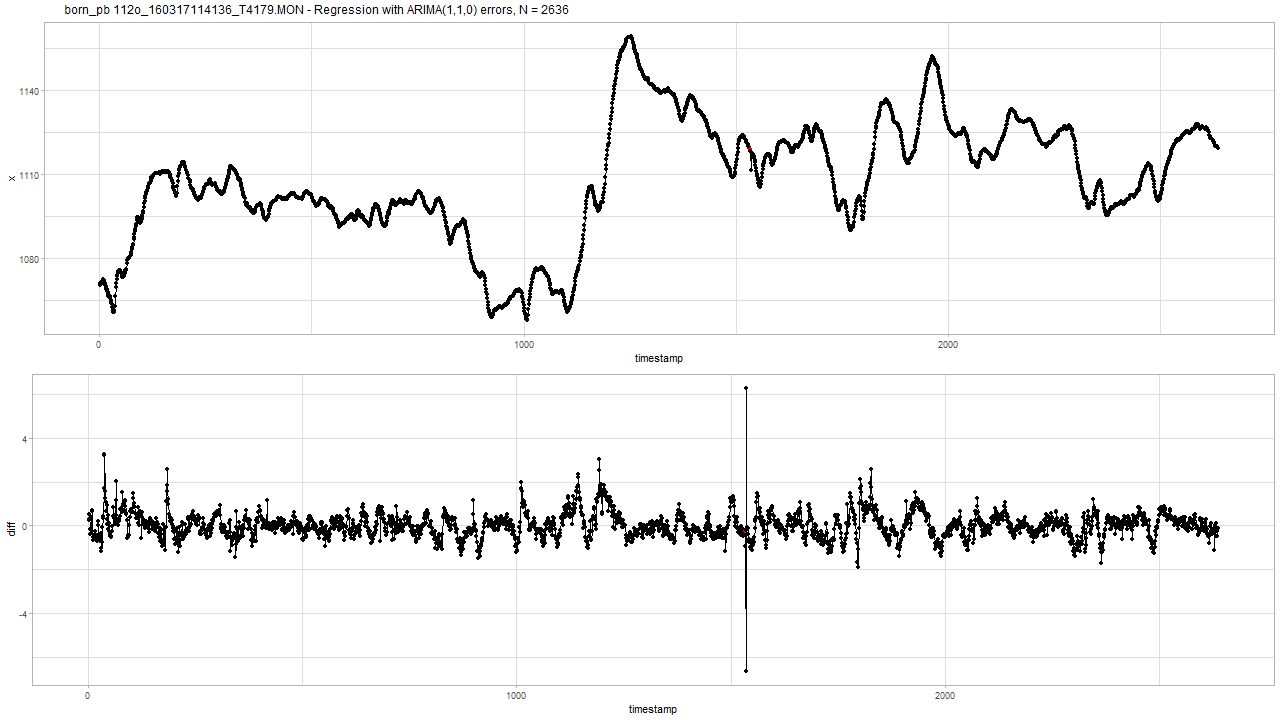 born_pb 112o_160317114136_T4179.MON - Regression with ARIMA(1,1,0) errors, N = 2636
1140
1110
1080
x
0 1000 2000
timestamp
4
0
-4
diff
0 1000 2000
timestamp